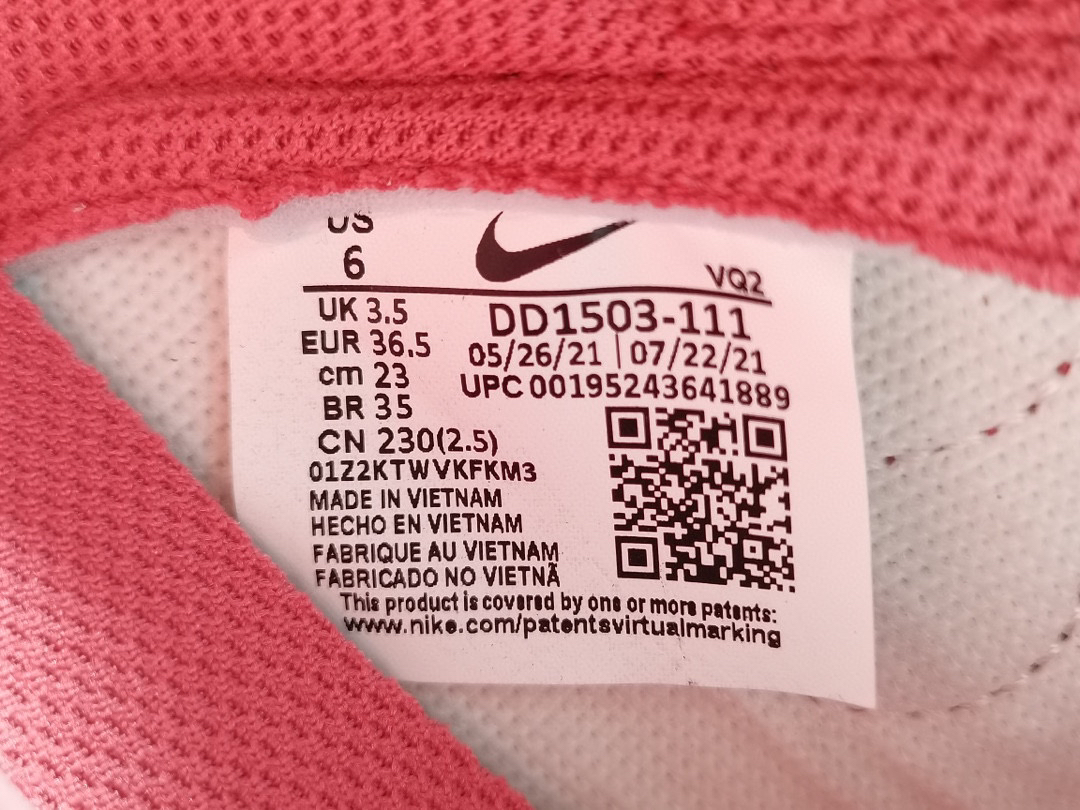 US
6
VQ2
UK 3.5
EUR 36.5
cm 23
BR 35
CN 230(2.5)
DD1503-111
05/26/21 | 07/22/21
UPC 00195243641889
01Z2KTWVKFKM3
MADE IN VIETNAM
HECHO EN VIETNAM
FABRIQUE AU VIETNAM
FABRICADO NO VIETNÃ
This product is covered by one or more patents:
www.nike.com/patentsvirtualmarking